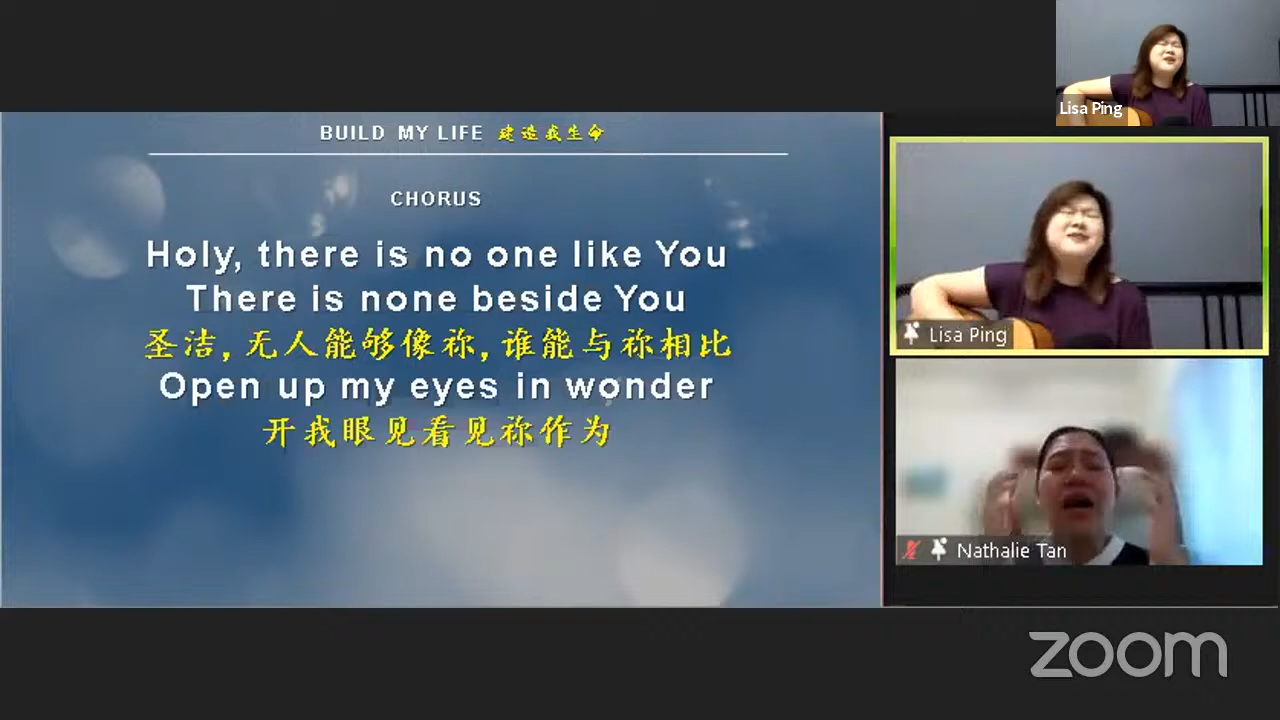 BUILD MY LIFE 建造我生命
CHORUS
Holy, there is no one like You
There is none beside You
圣洁, 无人能够像祢, 谁能与祢相比
Open up my eyes in wonder
开我眼见看见祢作为
Lisa Ping
Lisa Ping
Nathalie Tan
zoom